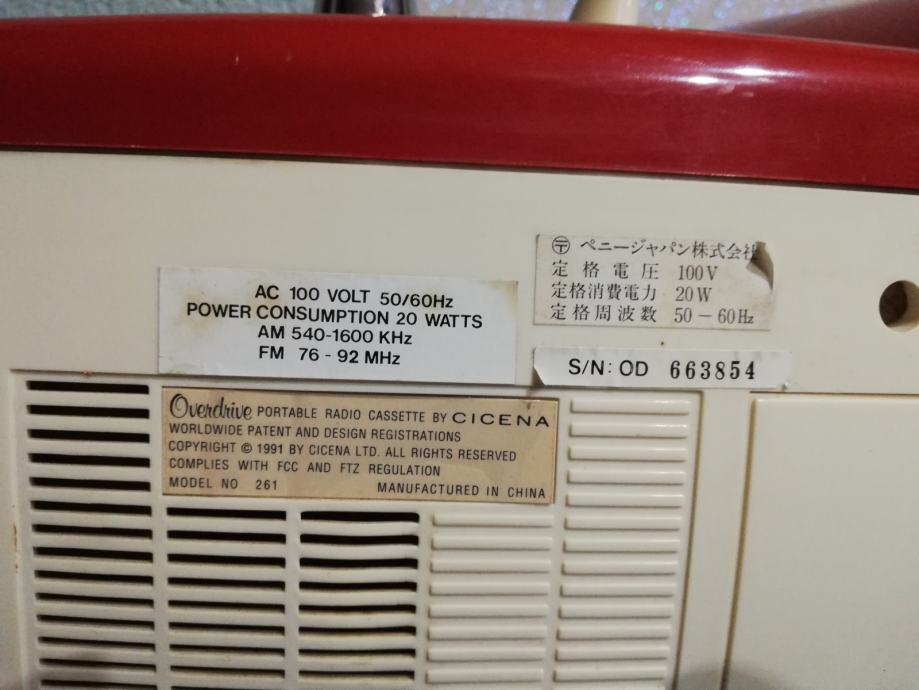 AC 100 VOLT 50/60Hz
POWER CONSUMPTION 20 WATTS
AM 540-1600 KHz
FM 76 - 92 MHz
〶 ペニージャパン株式会社
定格電圧 100V
定格消費電力 20W
定格周波数 50-60Hz
S/N: OD 663854
Overdrive PORTABLE RADIO CASSETTE BY CICENA
WORLDWIDE PATENT AND DESIGN REGISTRATIONS
COPYRIGHT © 1991 BY CICENA LTD. ALL RIGHTS RESERVED
COMPLIES WITH FCC AND FTZ REGULATION
MODEL NO 261 MANUFACTURED IN CHINA